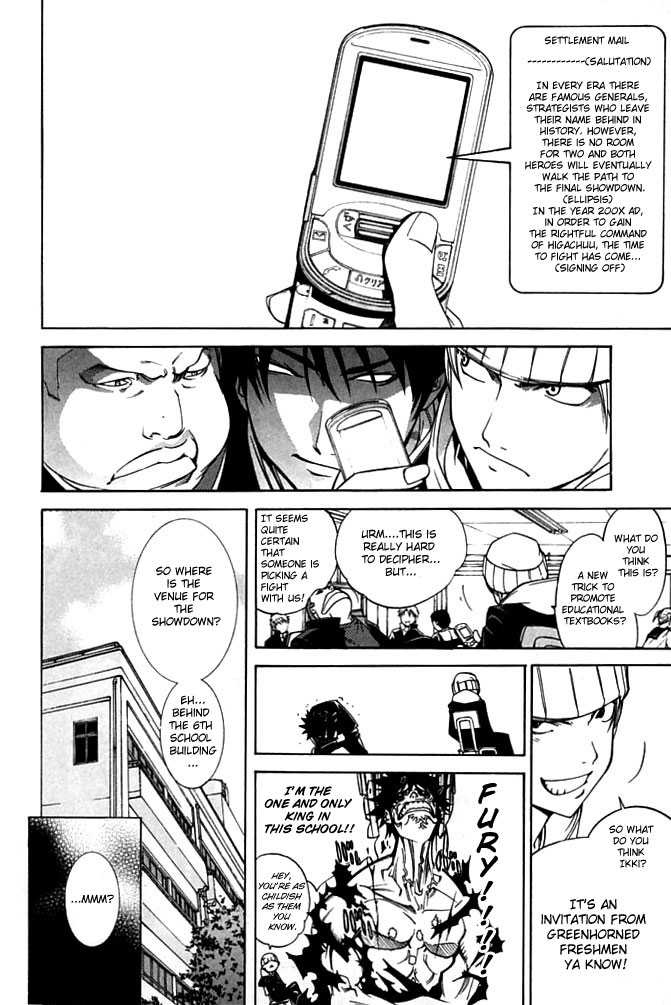 SETTLEMENT MAIL
------------(SALUTATION)
IN EVERY ERA THERE
ARE FAMOUS GENERALS,
STRATEGISTS WHO LEAVE
THEIR NAME BEHIND IN
HISTORY. HOWEVER,
THERE IS NO ROOM
FOR TWO AND BOTH
HEROES WILL EVENTUALLY
WALK THE PATH TO
THE FINAL SHOWDOWN.
(ELLIPSIS)
IN THE YEAR 200X AD,
IN ORDER TO GAIN
THE RIGHTFUL COMMAND
OF HIGACHUU, THE TIME
TO FIGHT HAS COME...
(SIGNING OFF)
クリア
WHAT DO
YOU
THINK
THIS IS?
A NEW
TRICK TO
PROMOTE
EDUCATIONAL
TEXTBOOKS?
URM....THIS IS
REALLY HARD
TO DECIPHER...
BUT...
IT SEEMS
QUITE
CERTAIN
THAT
SOMEONE IS
PICKING A
FIGHT
WITH US!
SO WHAT
DO YOU
THINK
IKKI?
IT'S AN
INVITATION FROM
GREENHORNED
FRESHMEN
YA KNOW!
FURY!!!!!
I'M THE
ONE AND ONLY
KING IN
THIS SCHOOL!!
HEY,
YOU'RE AS
CHILDISH
AS THEM
YOU
KNOW.
SO WHERE
IS THE
VENUE FOR
THE
SHOWDOWN?
EH...
BEHIND
THE 6TH
SCHOOL
BUILDING
...
...MMM?